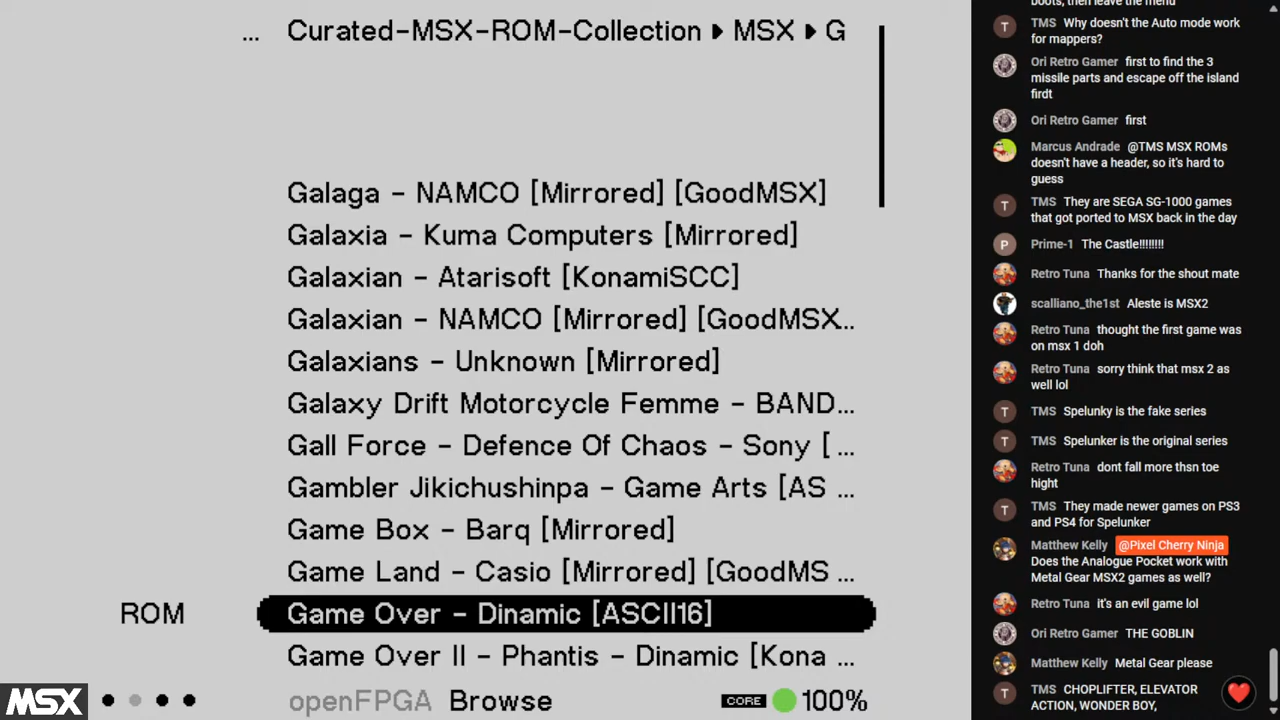 ... Curated-MSX-ROM-Collection ▶ MSX ▶ G
Galaga - NAMCO [Mirrored] [GoodMSX]
Galaxia - Kuma Computers [Mirrored]
Galaxian - Atarisoft [KonamiSCC]
Galaxian - NAMCO [Mirrored] [GoodMSX...
Galaxians - Unknown [Mirrored]
Galaxy Drift Motorcycle Femme - BAND...
Gall Force - Defence Of Chaos - Sony [ ...
Gambler Jikichushinpa - Game Arts [AS ...
Game Box - Barq [Mirrored]
Game Land - Casio [Mirrored] [GoodMS ...
ROM Game Over - Dinamic [ASCII16]
Game Over II - Phantis - Dinamic [Kona ...
MSX openFPGA Browse CORE 100%
boots, then leave the menu
T TMS Why doesn't the Auto mode work
for mappers?
Ori Retro Gamer first to find the 3
missile parts and escape off the island
firdt
Ori Retro Gamer first
Marcus Andrade @TMS MSX ROMs
doesn't have a header, so it's hard to
guess
T TMS They are SEGA SG-1000 games
that got ported to MSX back in the day
P Prime-1 The Castle!!!!!!!!
Retro Tuna Thanks for the shout mate
scalliano_the1st Aleste is MSX2
Retro Tuna thought the first game was
on msx 1 doh
Retro Tuna sorry think that msx 2 as
well lol
T TMS Spelunky is the fake series
T TMS Spelunker is the original series
Retro Tuna dont fall more thsn toe
hight
T TMS They made newer games on PS3
and PS4 for Spelunker
Matthew Kelly @Pixel Cherry Ninja
Does the Analogue Pocket work with
Metal Gear MSX2 games as well?
Retro Tuna it's an evil game lol
Ori Retro Gamer THE GOBLIN
Matthew Kelly Metal Gear please
T TMS CHOPLIFTER, ELEVATOR
ACTION, WONDER BOY,